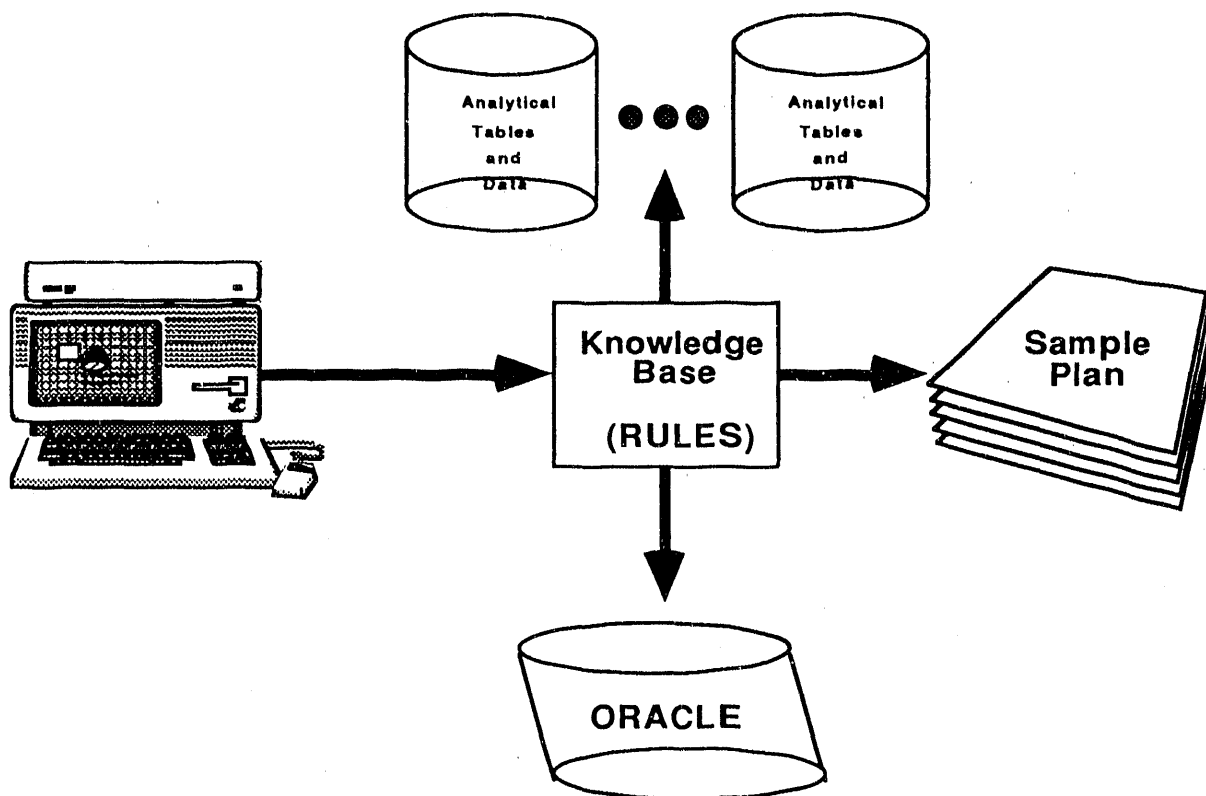 Analytical
Tables
and
Data
Analytical
Tables
and
Data
Knowledge
Base
(RULES)
Sample
Plan
ORACLE